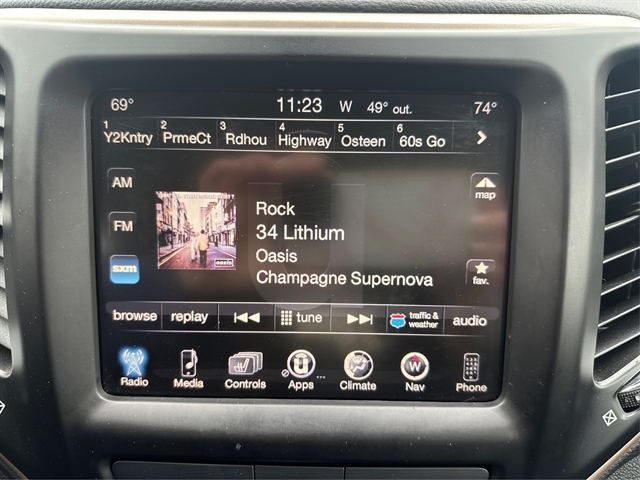 69° 11:23 W 49° out. 74°
1 2 3 4 5 6
Y2Kntry PrmeCt Rdhou Highway Osteen 60s Go
AM
map
FM
Rock
34 Lithium
sxm
Oasis
oasis
Champagne Supernova
fav.
browse replay tune traffic & weather audio
Radio Media Controls Apps ... Climate Nav Phone
U W